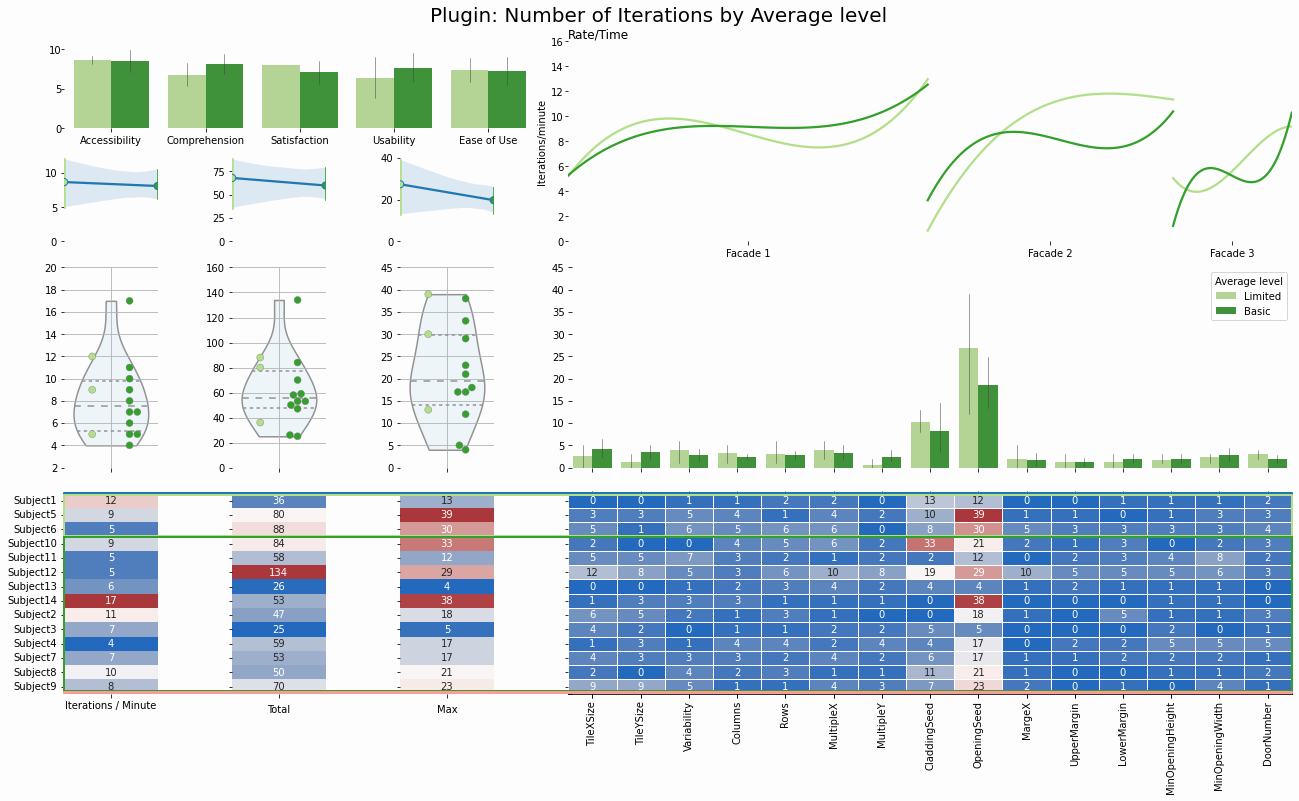 Plugin: Number of Iterations by Average level
Rate/Time
10
5
0
Accessibility Comprehension Satisfaction Usability Ease of Use
Iterations/minute
16
14
12
10
8
6
4
2
0
Facade 1 Facade 2 Facade 3
10
5
0
75
50
25
0
40
20
0
20
18
16
14
12
10
8
6
4
2
160
140
120
100
80
60
40
20
0
45
40
35
30
25
20
15
10
5
0
45
40
35
30
25
20
15
10
5
0
Average level
Limited
Basic
Subject1 12 36 13 0 0 1 1 2 2 0 13 12 0 0 1 1 1 2
Subject5 9 80 39 3 3 5 4 1 4 2 10 39 1 1 0 1 3 3
Subject6 5 88 30 5 1 6 5 6 6 0 8 30 5 3 3 3 3 4
Subject10 9 84 33 2 0 0 4 5 6 2 33 21 2 1 3 0 2 3
Subject11 5 58 12 5 5 7 3 2 1 2 2 12 0 2 3 4 8 2
Subject12 5 134 29 12 8 5 3 6 10 8 19 29 10 5 5 5 6 3
Subject13 6 26 4 0 0 1 2 3 4 2 4 4 1 2 1 1 1 0
Subject14 17 53 38 1 3 3 3 1 1 1 0 38 0 0 1 1 1 0
Subject2 11 47 18 6 5 2 1 3 1 0 0 18 1 0 5 1 1 3
Subject3 7 25 5 4 2 0 1 1 2 2 5 5 0 0 0 2 0 1
Subject4 4 59 17 1 3 1 4 4 2 4 4 17 0 2 2 5 5 5
Subject7 7 53 17 4 3 3 3 2 4 2 6 17 1 1 2 2 2 1
Subject8 10 50 21 2 0 4 2 3 1 1 11 21 1 0 0 1 1 2
Subject9 8 70 23 9 9 5 1 1 4 3 7 23 2 0 1 0 4 1
Iterations / Minute Total Max
TileXSize
TileYSize
Variability
Columns
Rows
MultipleX
MultipleY
CladdingSeed
OpeningSeed
MargeX
UpperMargin
LowerMargin
MinOpeningHeight
MinOpeningWidth
DoorNumber